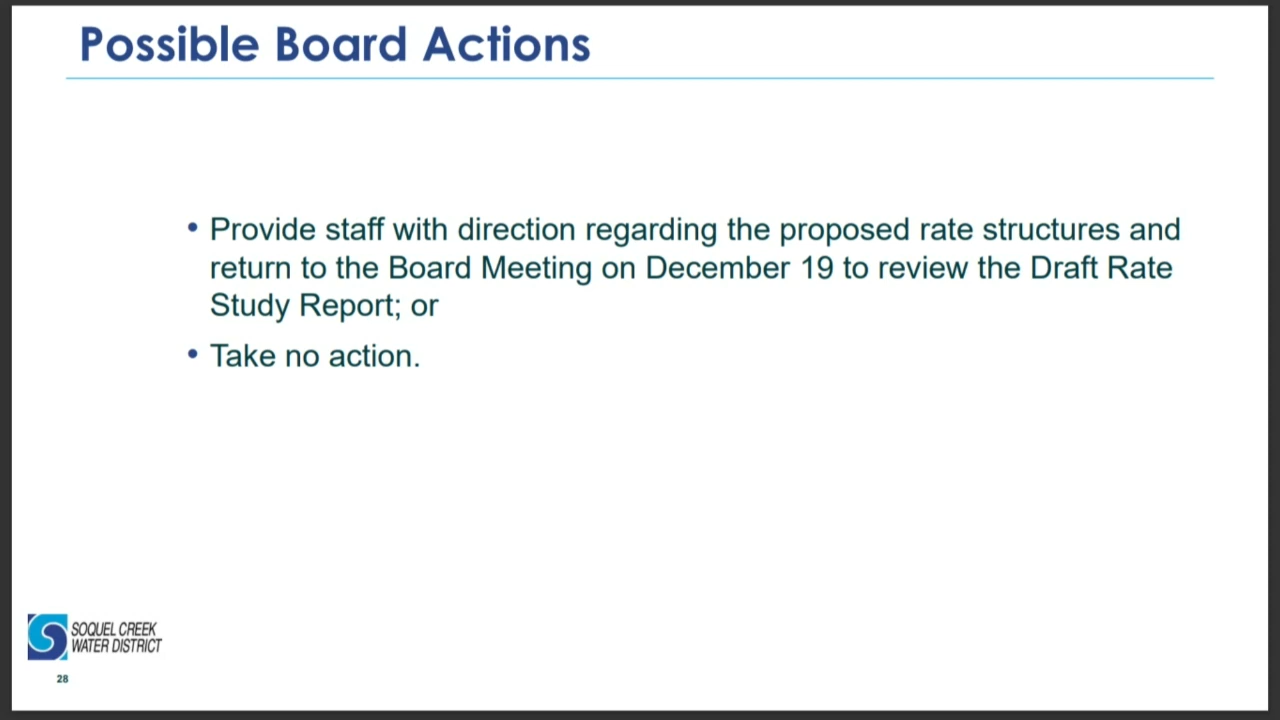 Possible Board Actions
• Provide staff with direction regarding the proposed rate structures and
return to the Board Meeting on December 19 to review the Draft Rate
Study Report; or
• Take no action.
SOQUEL CREEK
WATER DISTRICT
28